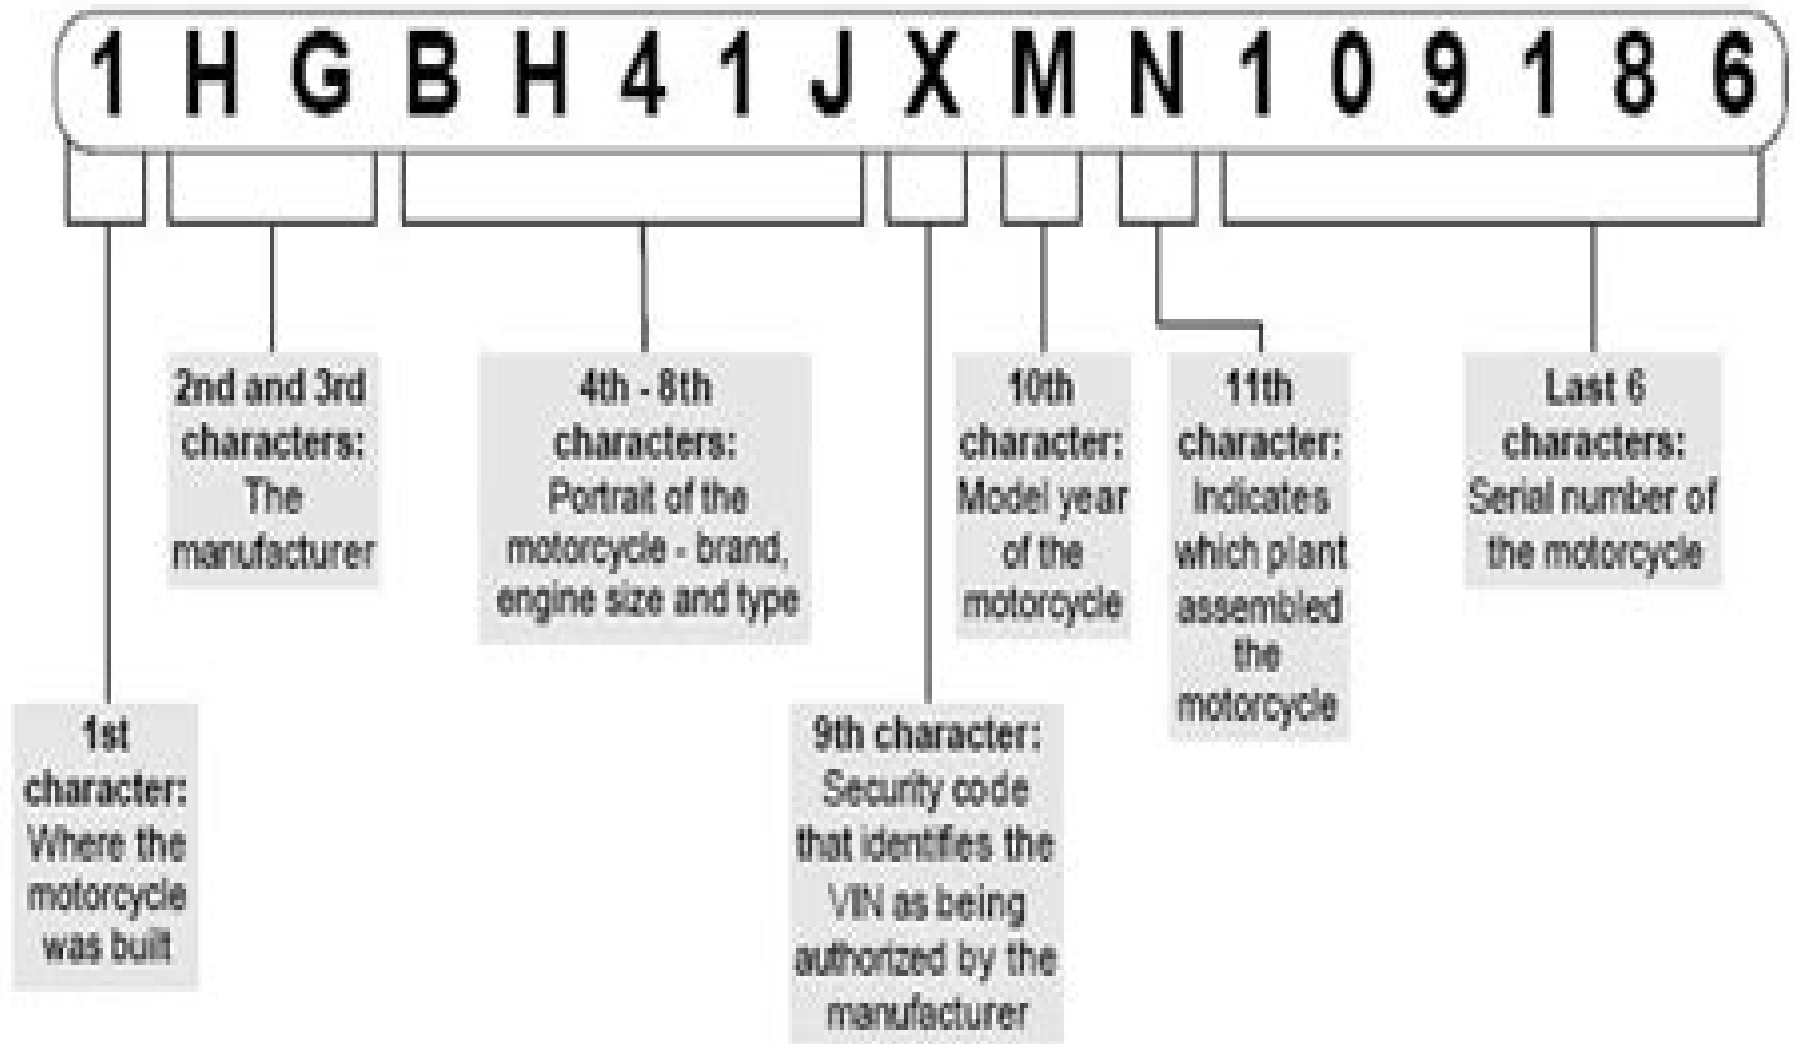 1 H G B H 4 1 J X M N 1 0 9 1 8 6
2nd and 3rd
characters:
The
manufacturer
4th - 8th
characters:
Portrait of the
motorcycle - brand,
engine size and type
10th
character:
Model year
of the
motorcycle
11th
character:
Indicates
which plant
assembled
the
motorcycle
Last 6
characters:
Serial number of
the motorcycle
1st
character:
Where the
motorcycle
was built
9th character:
Security code
that identifies the
VIN as being
authorized by the
manufacturer